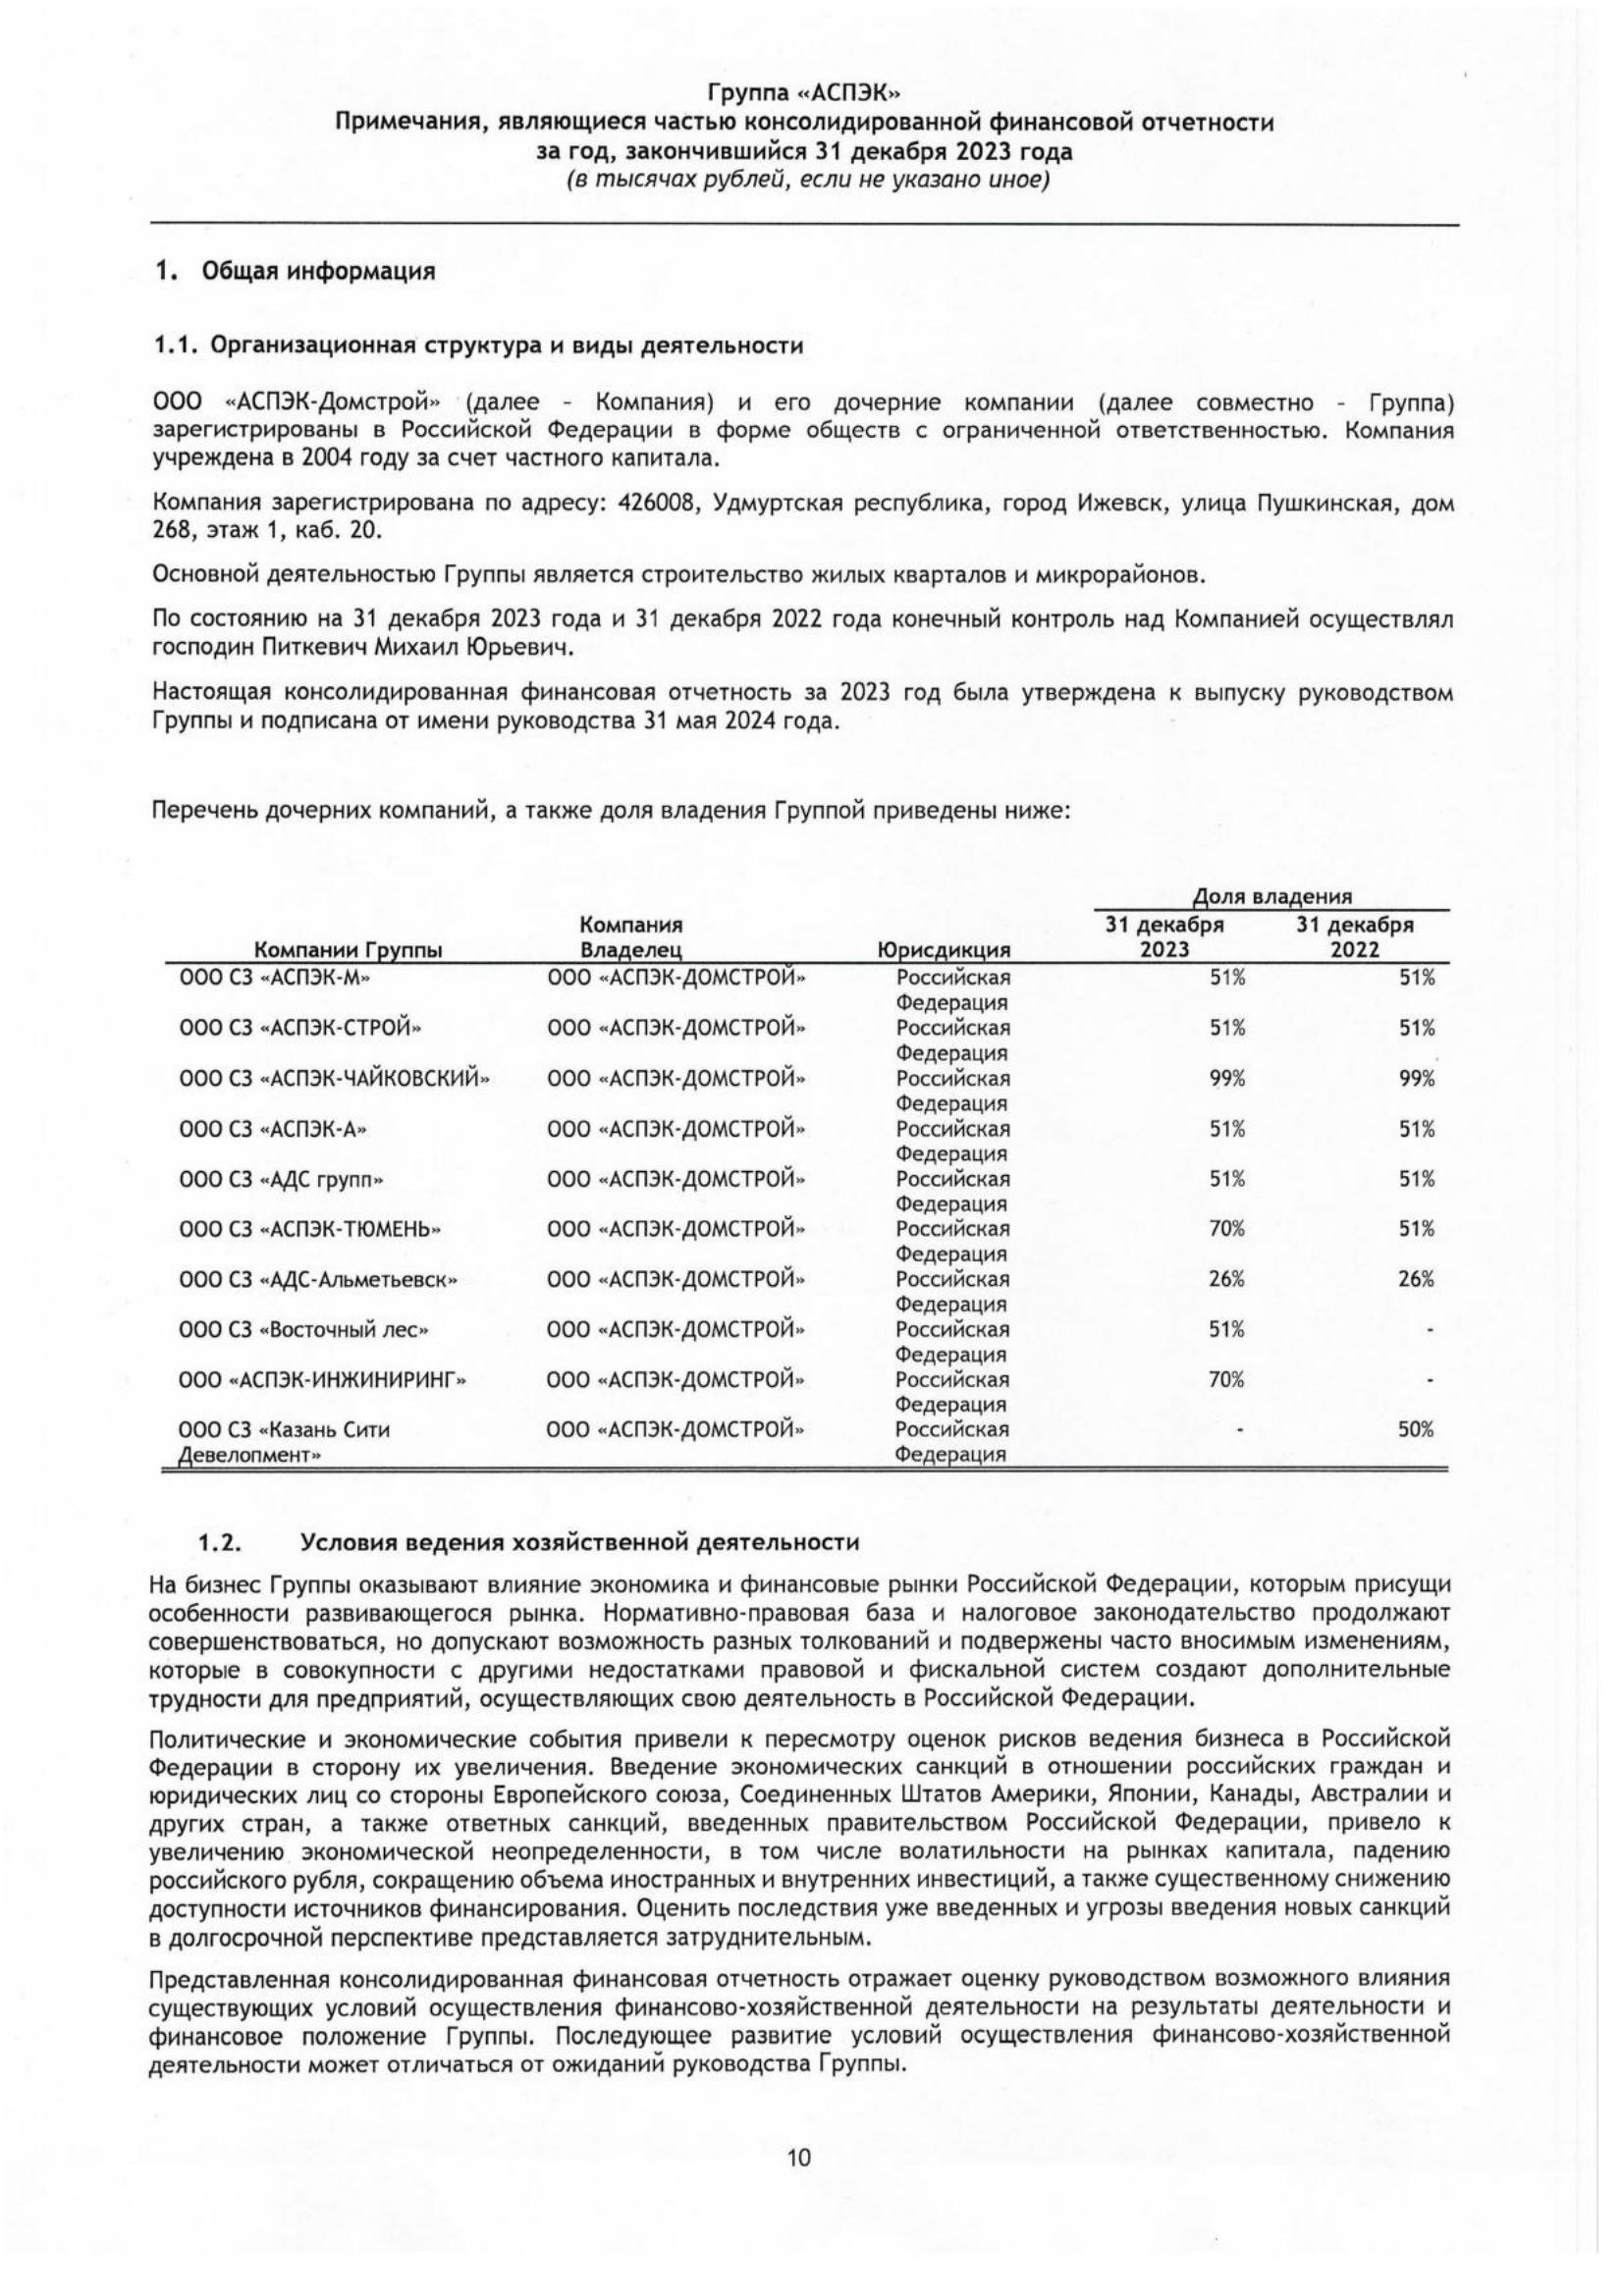 Группа «АСПЭК»
Примечания, являющиеся частью консолидированной финансовой отчетности
за год, закончившийся 31 декабря 2023 года
(в тысячах рублей, если не указано иное)
1. Общая информация
1.1. Организационная структура и виды деятельности
ООО «АСПЭК-Домстрой» (далее - Компания) и его дочерние компании (далее совместно - Группа)
зарегистрированы в Российской Федерации в форме обществ с ограниченной ответственностью. Компания
учреждена в 2004 году за счет частного капитала.
Компания зарегистрирована по адресу: 426008, Удмуртская республика, город Ижевск, улица Пушкинская, дом
268, этаж 1, каб. 20.
Основной деятельностью Группы является строительство жилых кварталов и микрорайонов.
По состоянию на 31 декабря 2023 года и 31 декабря 2022 года конечный контроль над Компанией осуществлял
господин Питкевич Михаил Юрьевич.
Настоящая консолидированная финансовая отчетность за 2023 год была утверждена к выпуску руководством
Группы и подписана от имени руководства 31 мая 2024 года.
Перечень дочерних компаний, а также доля владения Группой приведены ниже:
Доля владения
Компания 31 декабря 31 декабря
Компании Группы Владелец Юрисдикция 2023 2022
ООО СЗ «АСПЭК-М» ООО «АСПЭК-ДОМСТРОЙ» Российская 51% 51%
Федерация
ООО СЗ «АСПЭК-СТРОЙ» ООО «АСПЭК-ДОМСТРОЙ» Российская 51% 51%
Федерация
ООО СЗ «АСПЭК-ЧАЙКОВСКИЙ» ООО «АСПЭК-ДОМСТРОЙ» Российская 99% 99%
Федерация
ООО СЗ «АСПЭК-А» ООО «АСПЭК-ДОМСТРОЙ» Российская 51% 51%
Федерация
ООО СЗ «АДС групп» ООО «АСПЭК-ДОМСТРОЙ» Российская 51% 51%
Федерация
ООО СЗ «АСПЭК-ТЮМЕНЬ» ООО «АСПЭК-ДОМСТРОЙ» Российская 70% 51%
Федерация
ООО СЗ «АДС-Альметьевск» ООО «АСПЭК-ДОМСТРОЙ» Российская 26% 26%
Федерация
ООО СЗ «Восточный лес» ООО «АСПЭК-ДОМСТРОЙ» Российская 51% -
Федерация
ООО «АСПЭК-ИНЖИНИРИНГ» ООО «АСПЭК-ДОМСТРОЙ» Российская 70% -
Федерация
ООО СЗ «Казань Сити ООО «АСПЭК-ДОМСТРОЙ» Российская - 50%
Девелопмент» Федерация
1.2. Условия ведения хозяйственной деятельности
На бизнес Группы оказывают влияние экономика и финансовые рынки Российской Федерации, которым присущи
особенности развивающегося рынка. Нормативно-правовая база и налоговое законодательство продолжают
совершенствоваться, но допускают возможность разных толкований и подвержены часто вносимым изменениям,
которые в совокупности с другими недостатками правовой и фискальной систем создают дополнительные
трудности для предприятий, осуществляющих свою деятельность в Российской Федерации.
Политические и экономические события привели к пересмотру оценок рисков ведения бизнеса в Российской
Федерации в сторону их увеличения. Введение экономических санкций в отношении российских граждан и
юридических лиц со стороны Европейского союза, Соединенных Штатов Америки, Японии, Канады, Австралии и
других стран, а также ответных санкций, введенных правительством Российской Федерации, привело к
увеличению экономической неопределенности, в том числе волатильности на рынках капитала, падению
российского рубля, сокращению объема иностранных и внутренних инвестиций, а также существенному снижению
доступности источников финансирования. Оценить последствия уже введенных и угрозы введения новых санкций
в долгосрочной перспективе представляется затруднительным.
Представленная консолидированная финансовая отчетность отражает оценку руководством возможного влияния
существующих условий осуществления финансово-хозяйственной деятельности на результаты деятельности и
финансовое положение Группы. Последующее развитие условий осуществления финансово-хозяйственной
деятельности может отличаться от ожиданий руководства Группы.
10